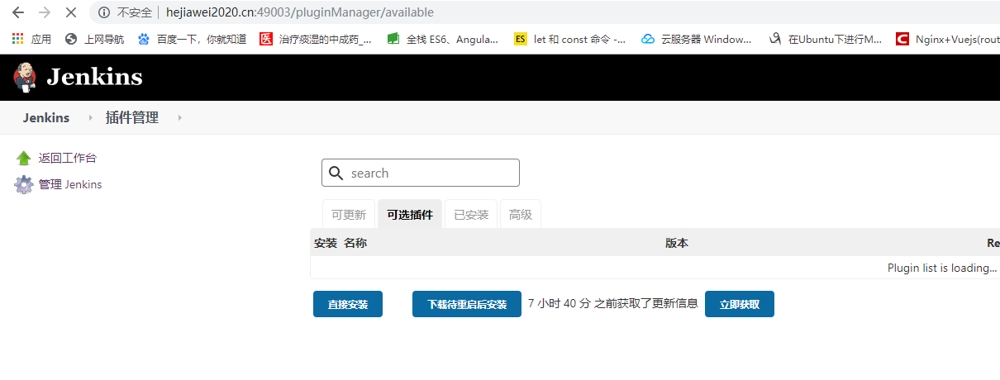 不安全 | hejiawei2020.cn:49003/pluginManager/available
应用 上网导航 百度一下，你就知道 医 治疗痰湿的中成药_... 全栈 ES6、Angula... ES let 和 const 命令 -... 云服务器 Window... 在Ubuntu下进行M... C Nginx+Vuejs(rout
Jenkins
Jenkins 插件管理
返回工作台
管理 Jenkins
search
可更新 可选插件 已安装 高级
安装 名称 版本 Re
Plugin list is loading...
直接安装 下载待重启后安装 7 小时 40 分 之前获取了更新信息 立即获取